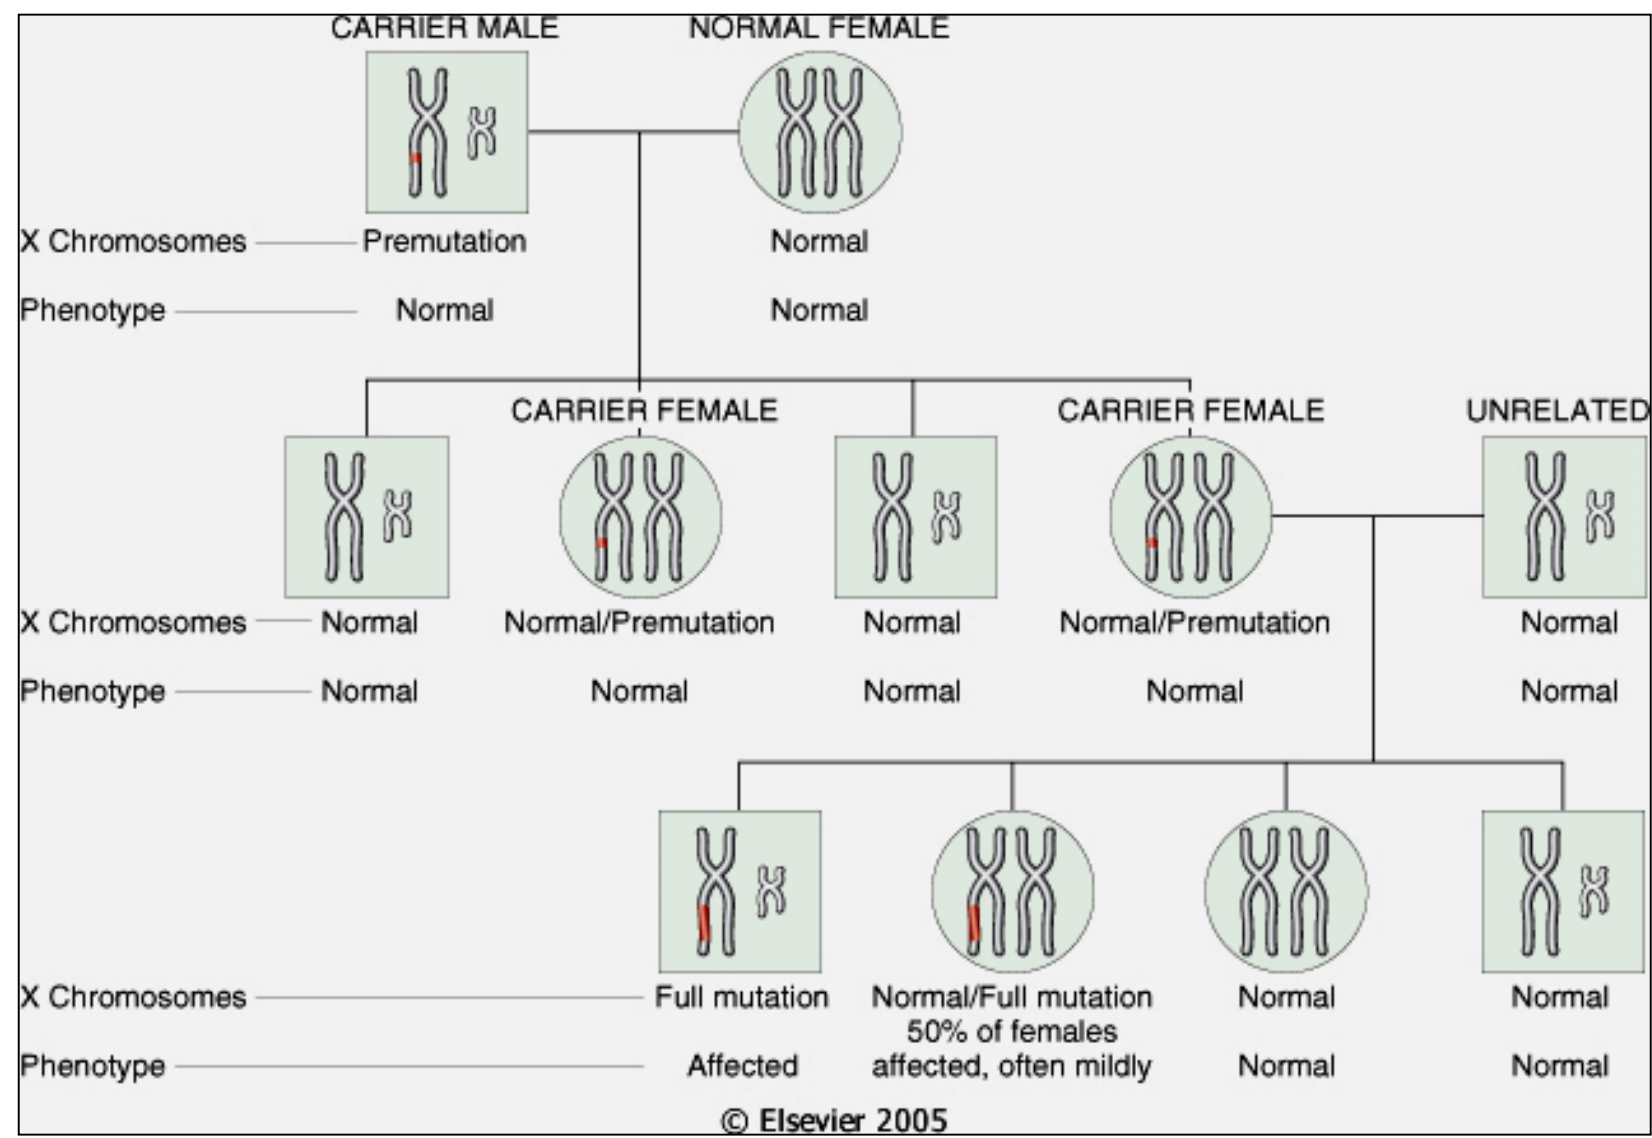 CARRIER MALE NORMAL FEMALE
X Chromosomes Premutation Normal
Phenotype Normal Normal
CARRIER FEMALE CARRIER FEMALE UNRELATED
X Chromosomes Normal Normal/Premutation Normal Normal/Premutation Normal
Phenotype Normal Normal Normal Normal Normal
X Chromosomes Full mutation Normal/Full mutation Normal Normal
50% of females
Phenotype Affected affected, often mildly Normal Normal
© Elsevier 2005